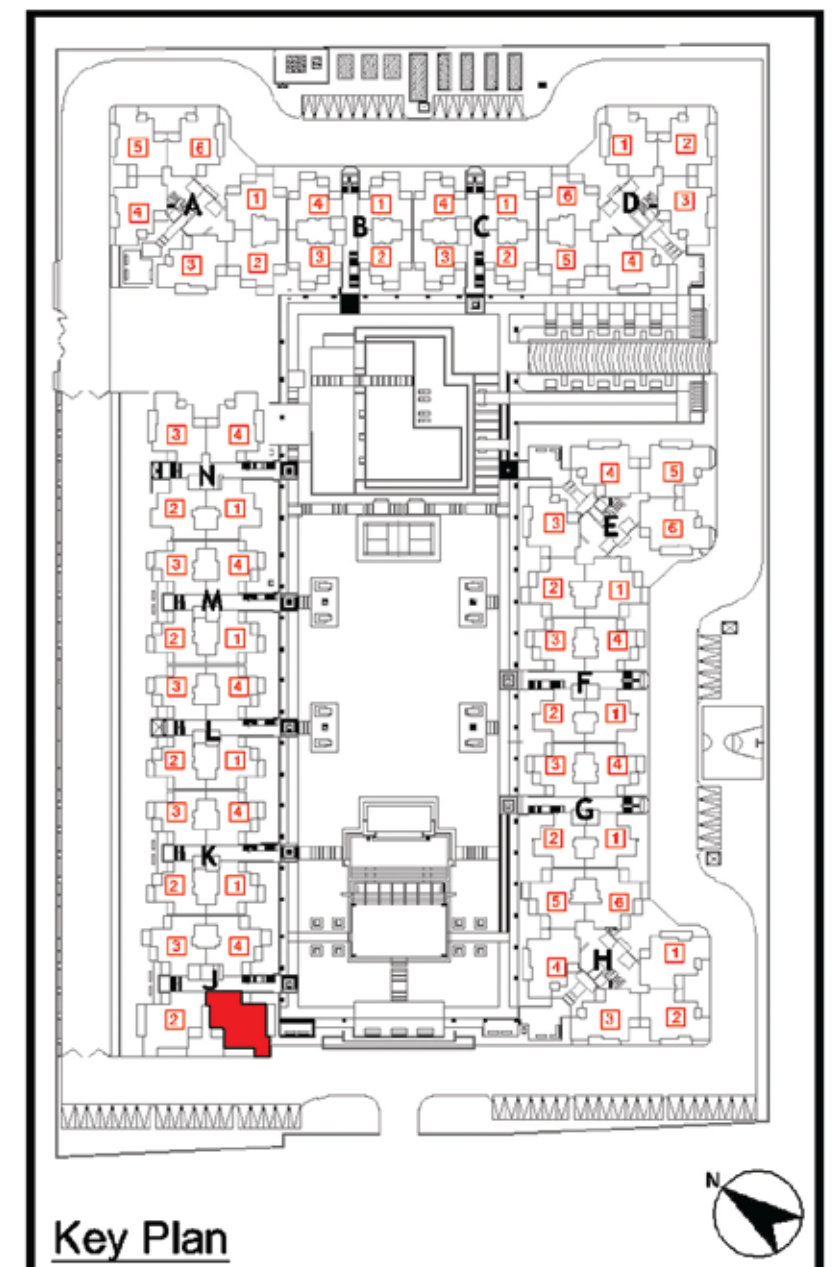 1 2
5 6
1 4 1 4 1 6 3
4 A B C D
3 2 3 2 3 2 5 4
3 4
N 4 5
2 1 3 E 6
3 4 2 1
M
2 1 3 4
3 4 F
L 2 1
2 1 3 4
3 4 G
K 2 1
2 1 5 6
3 4 4 H 1
J
2 3 2
N
Key Plan